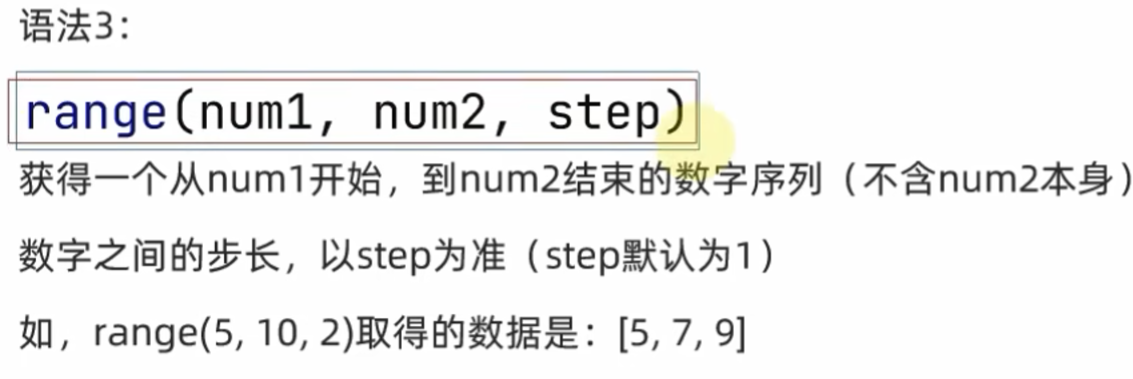 语法3：
range(num1, num2, step)
获得一个从num1开始，到num2结束的数字序列（不含num2本身）
数字之间的步长，以step为准（step默认为1）
如，range(5, 10, 2)取得的数据是：[5, 7, 9]